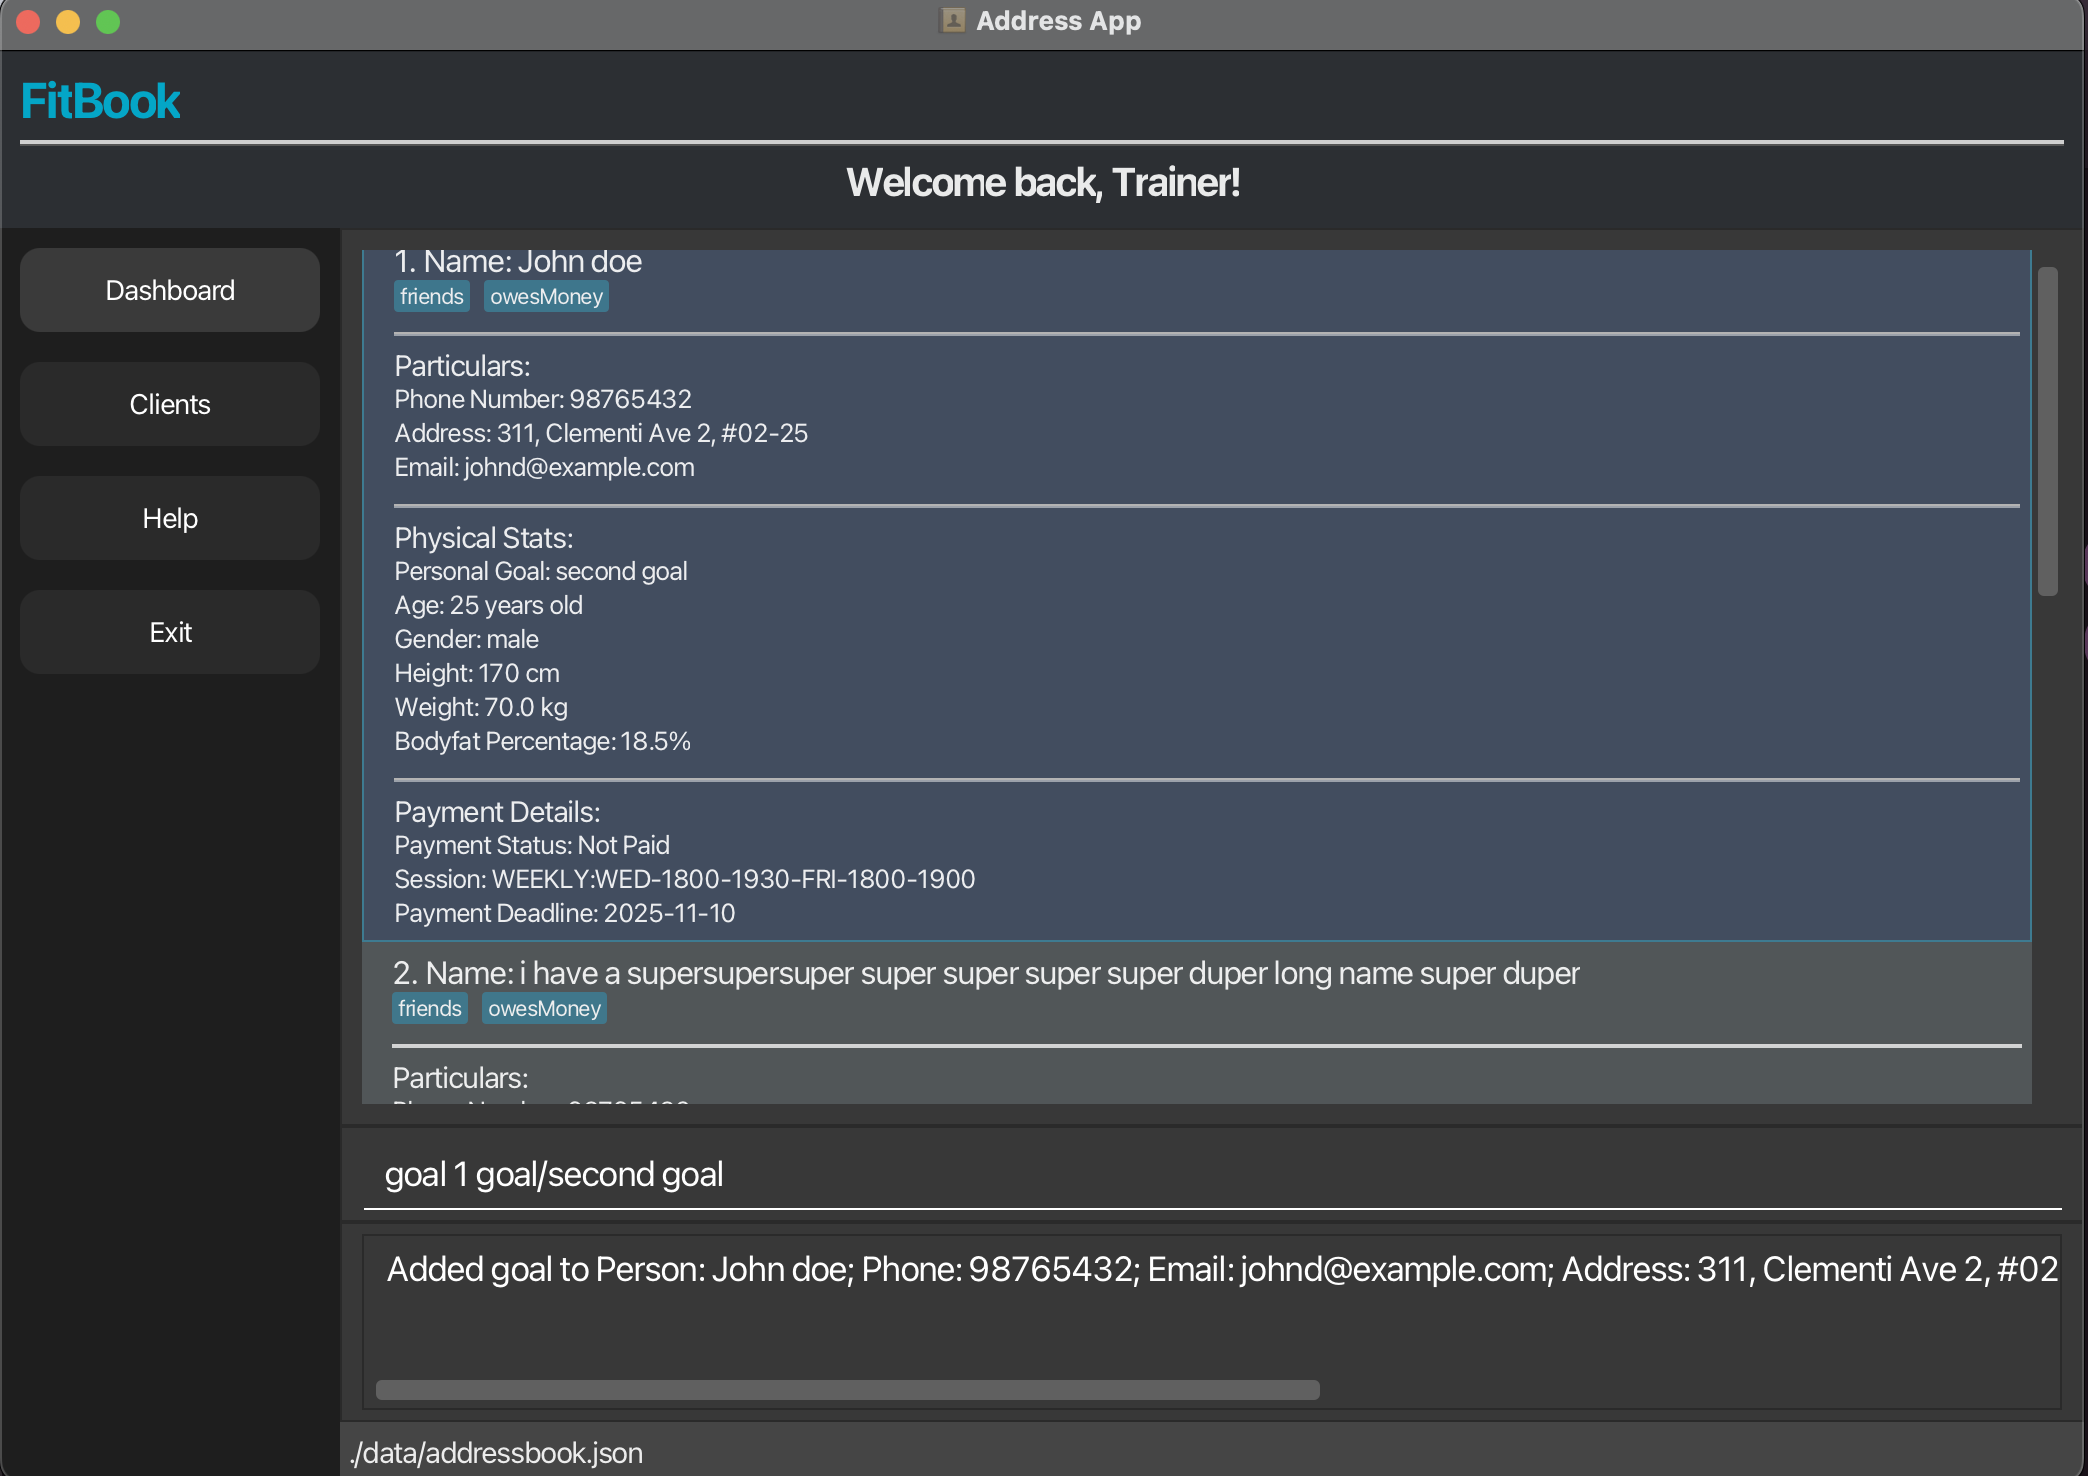 Address App
FitBook
Welcome back, Trainer!
Dashboard
Clients
Help
Exit
1. Name: John doe
friends owesMoney
Particulars:
Phone Number: 98765432
Address: 311, Clementi Ave 2, #02-25
Email: johnd@example.com
Physical Stats:
Personal Goal: second goal
Age: 25 years old
Gender: male
Height: 170 cm
Weight: 70.0 kg
Bodyfat Percentage: 18.5%
Payment Details:
Payment Status: Not Paid
Session: WEEKLY:WED-1800-1930-FRI-1800-1900
Payment Deadline: 2025-11-10
2. Name: i have a supersupersuper super super super super duper long name super duper
friends owesMoney
Particulars:
goal 1 goal/second goal
Added goal to Person: John doe; Phone: 98765432; Email: johnd@example.com; Address: 311, Clementi Ave 2, #02
./data/addressbook.json